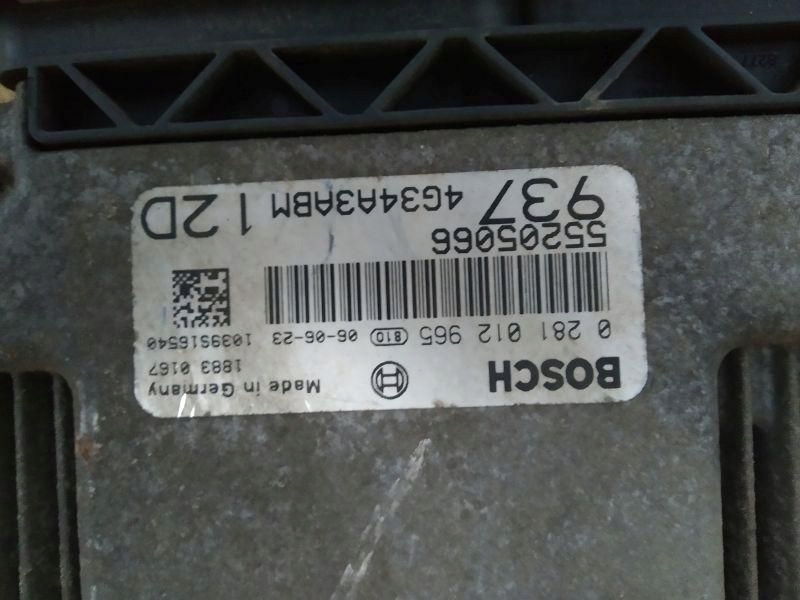 BOSCH Made in Germany
1883 0167
0 281 012 965 810 06-06-23 1039S16540
55205066
937 4G34A3ABM 12D